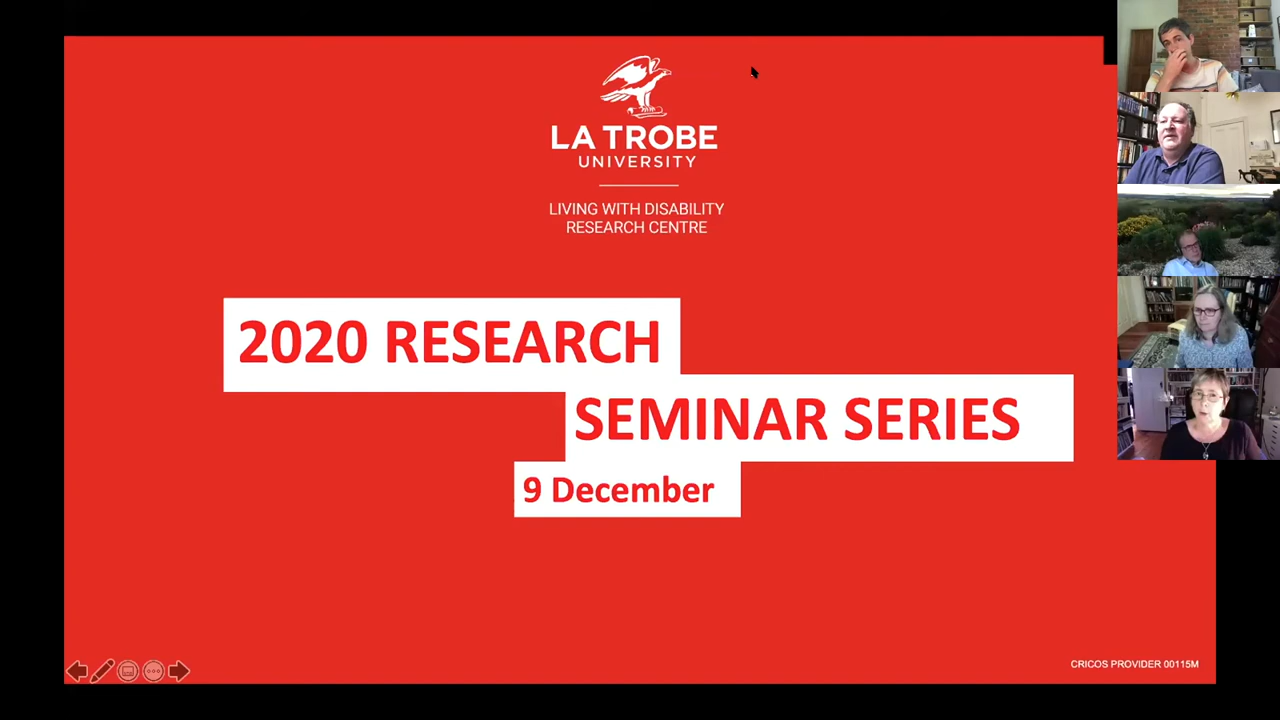 LA TROBE
UNIVERSITY
LIVING WITH DISABILITY
RESEARCH CENTRE
2020 RESEARCH
SEMINAR SERIES
9 December
CRICOS PROVIDER 00115M